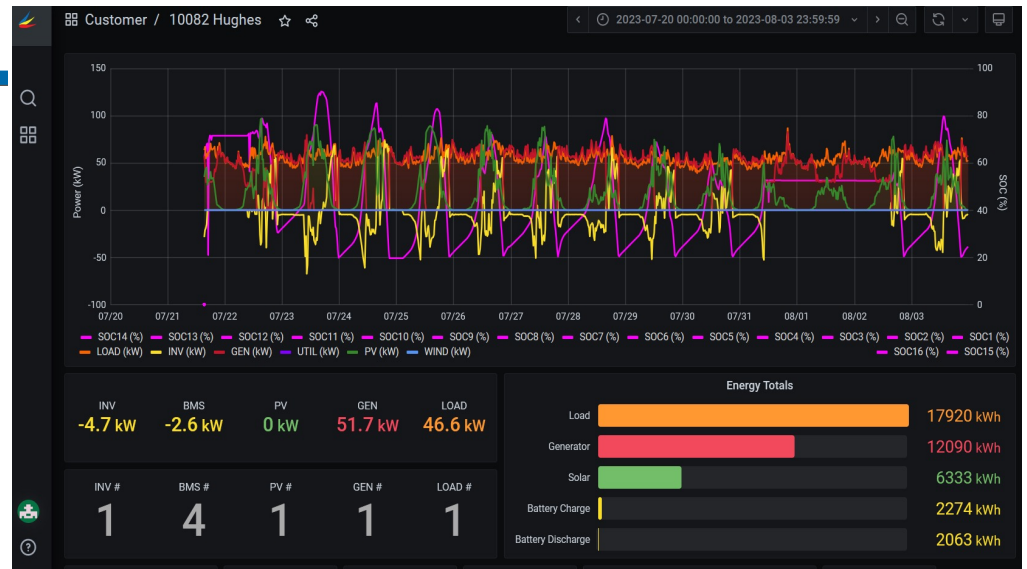 Customer / 10082 Hughes
2023-07-20 00:00:00 to 2023-08-03 23:59:59
150
100
50
0
-50
-100
Power (kW)
100
80
60
40
20
0
SOC(%)
07/20 07/21 07/22 07/23 07/24 07/25 07/26 07/27 07/28 07/29 07/30 07/31 08/01 08/02 08/03
SOC14 (%) SOC13 (%) SOC12 (%) SOC11 (%) SOC10 (%) SOC9 (%) SOC8 (%) SOC7 (%) SOC6 (%) SOC5 (%) SOC4 (%) SOC3 (%) SOC2 (%) SOC1 (%)
LOAD (kW) INV (kW) GEN (kW) UTIL (kW) PV (kW) WIND (kW) SOC16 (%) SOC15 (%)
INV BMS PV GEN LOAD
-4.7 kW -2.6 kW 0 kW 51.7 kW 46.6 kW
INV # BMS # PV # GEN # LOAD #
1 4 1 1 1
Energy Totals
Load 17920 kWh
Generator 12090 kWh
Solar 6333 kWh
Battery Charge 2274 kWh
Battery Discharge 2063 kWh